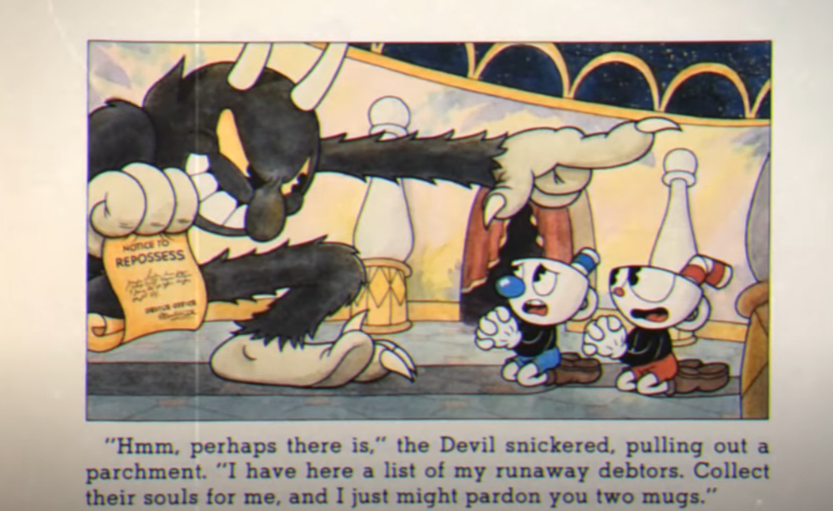 NOTICE TO
REPOSSESS
"Hmm, perhaps there is," the Devil snickered, pulling out a
parchment. "I have here a list of my runaway debtors. Collect
their souls for me, and I just might pardon you two mugs."